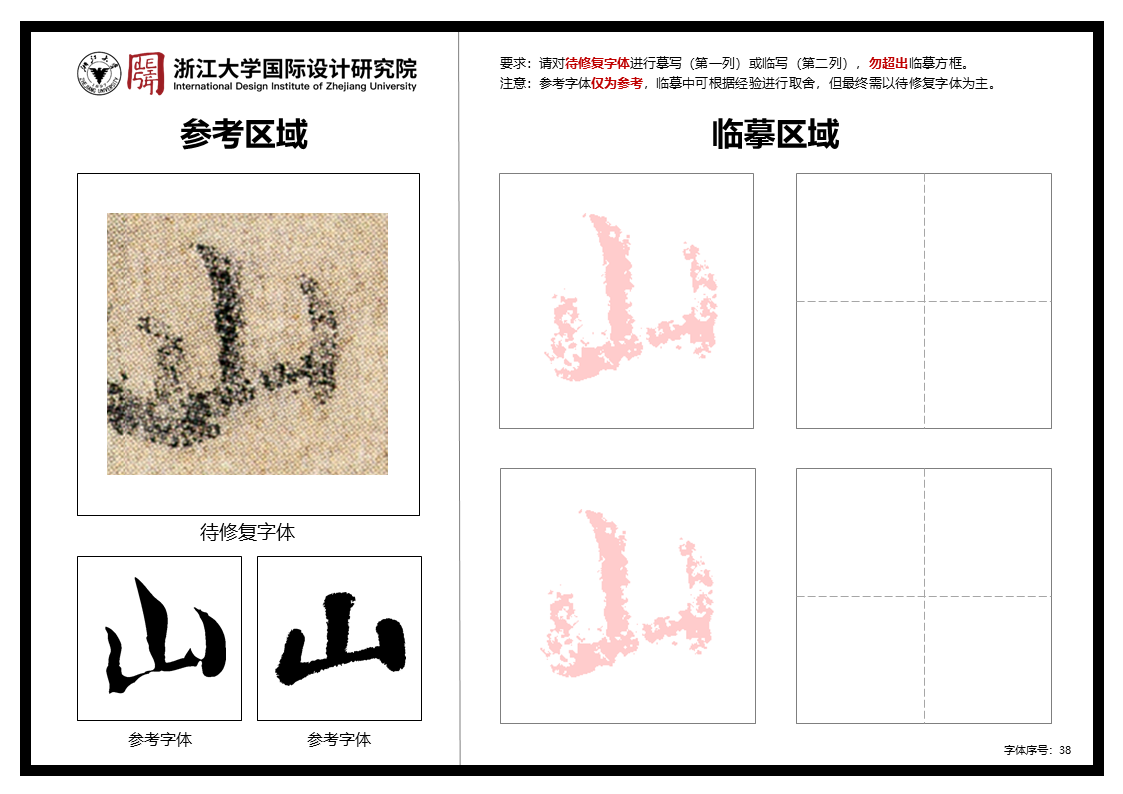 浙江大学国际设计研究院
International Design Institute of Zhejiang University
参考区域
山
待修复字体
山
山
参考字体
参考字体
要求：请对待修复字体进行摹写（第一列）或临写（第二列），勿超出临摹方框。
注意：参考字体仅为参考，临摹中可根据经验进行取舍，但最终需以待修复字体为主。
临摹区域
山
山
字体序号：38